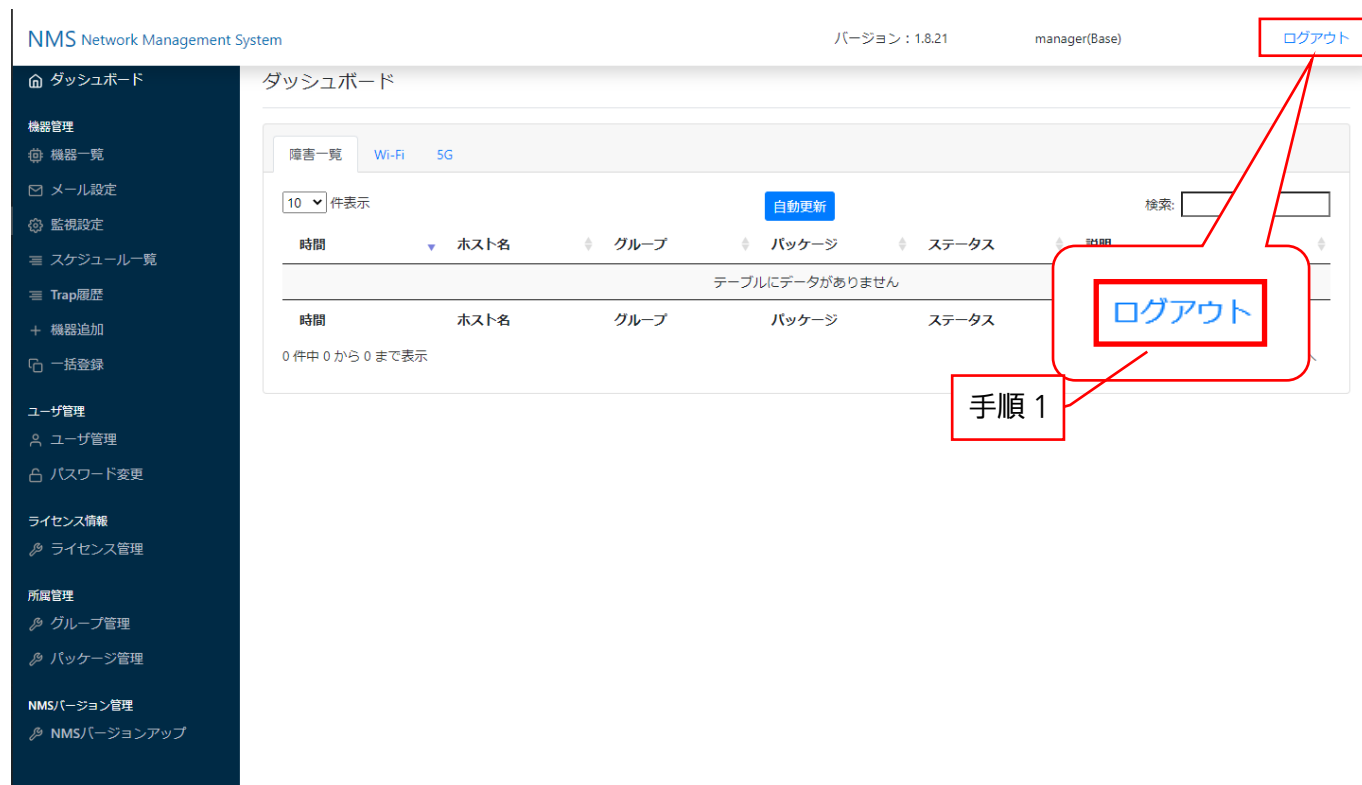 NMS Network Management System
バージョン：1.8.21
manager(Base)
ログアウト
ダッシュボード
機器管理
機器一覧
メール設定
監視設定
スケジュール一覧
Trap履歴
機器追加
一括登録
ユーザ管理
ユーザ管理
パスワード変更
ライセンス情報
ライセンス管理
所属管理
グループ管理
パッケージ管理
NMSバージョン管理
NMSバージョンアップ
ダッシュボード
障害一覧 Wi-Fi 5G
10 件表示
自動更新
検索:
時間 ホスト名 グループ パッケージ ステータス 説明
テーブルにデータがありません
時間 ホスト名 グループ パッケージ ステータス
0 件中 0 から 0 まで表示
ログアウト
手順 1